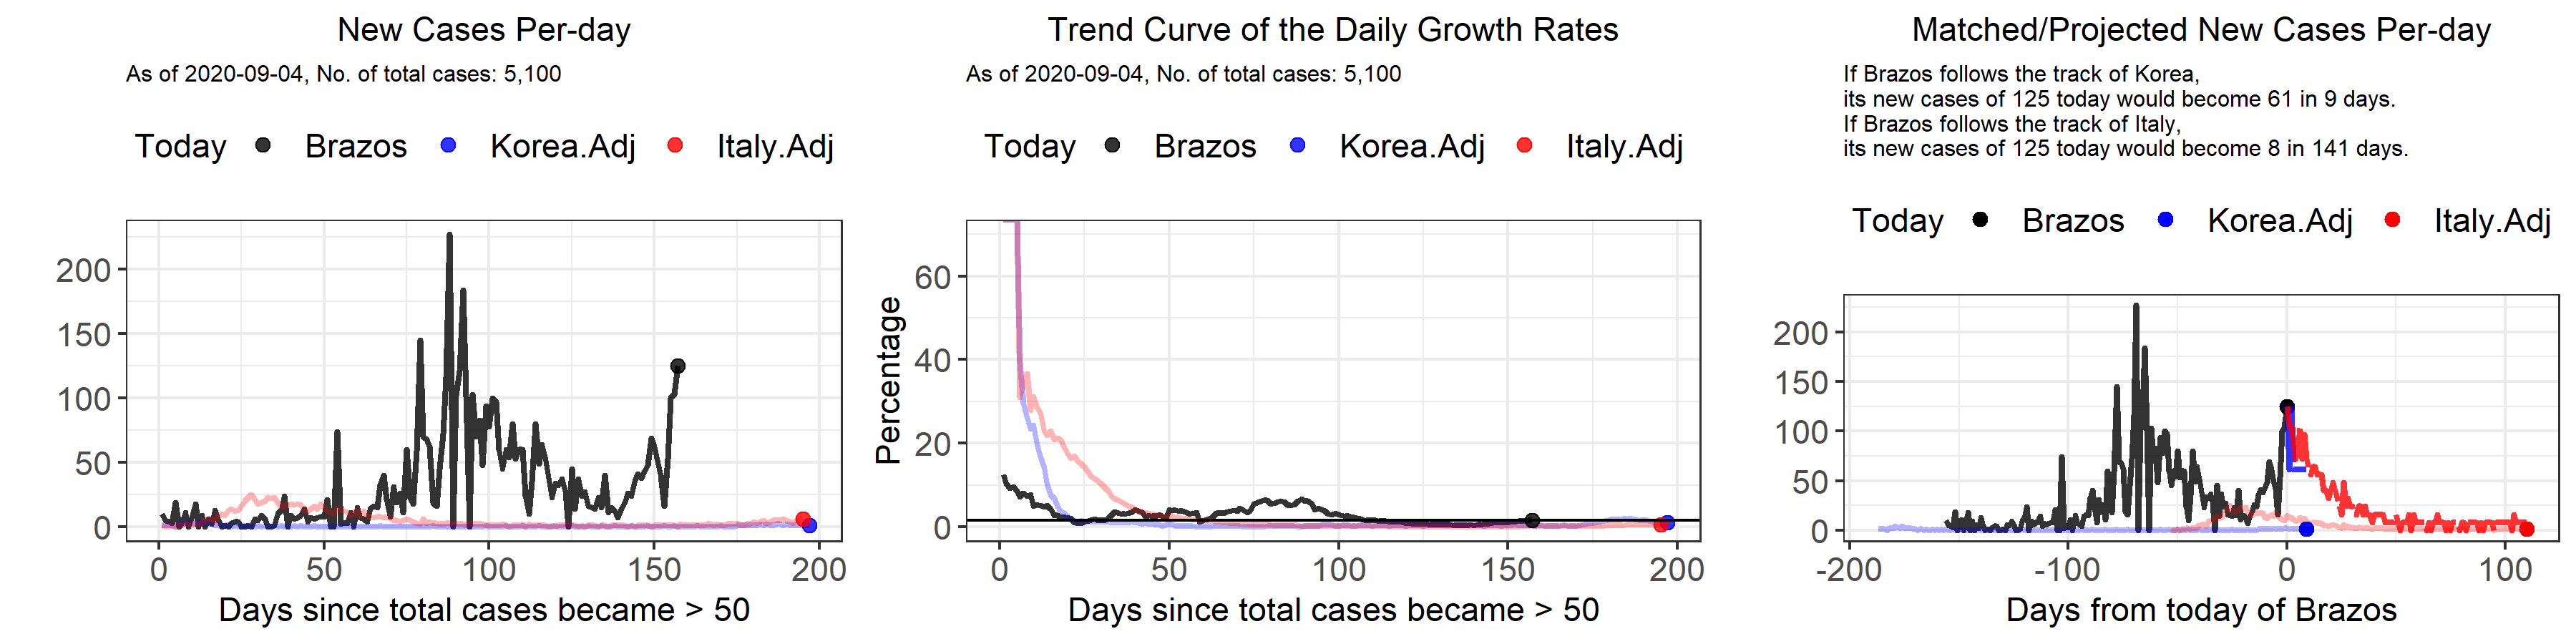 New Cases Per-day
As of 2020-09-04, No. of total cases: 5,100
Today Brazos Korea.Adj Italy.Adj
200
150
100
50
0
0 50 100 150 200
Days since total cases became > 50
Trend Curve of the Daily Growth Rates
As of 2020-09-04, No. of total cases: 5,100
Today Brazos Korea.Adj Italy.Adj
Percentage
60
40
20
0
0 50 100 150 200
Days since total cases became > 50
Matched/Projected New Cases Per-day
If Brazos follows the track of Korea,
its new cases of 125 today would become 61 in 9 days.
If Brazos follows the track of Italy,
its new cases of 125 today would become 8 in 141 days.
Today Brazos Korea.Adj Italy.Adj
200
150
100
50
0
-200 -100 0 100
Days from today of Brazos